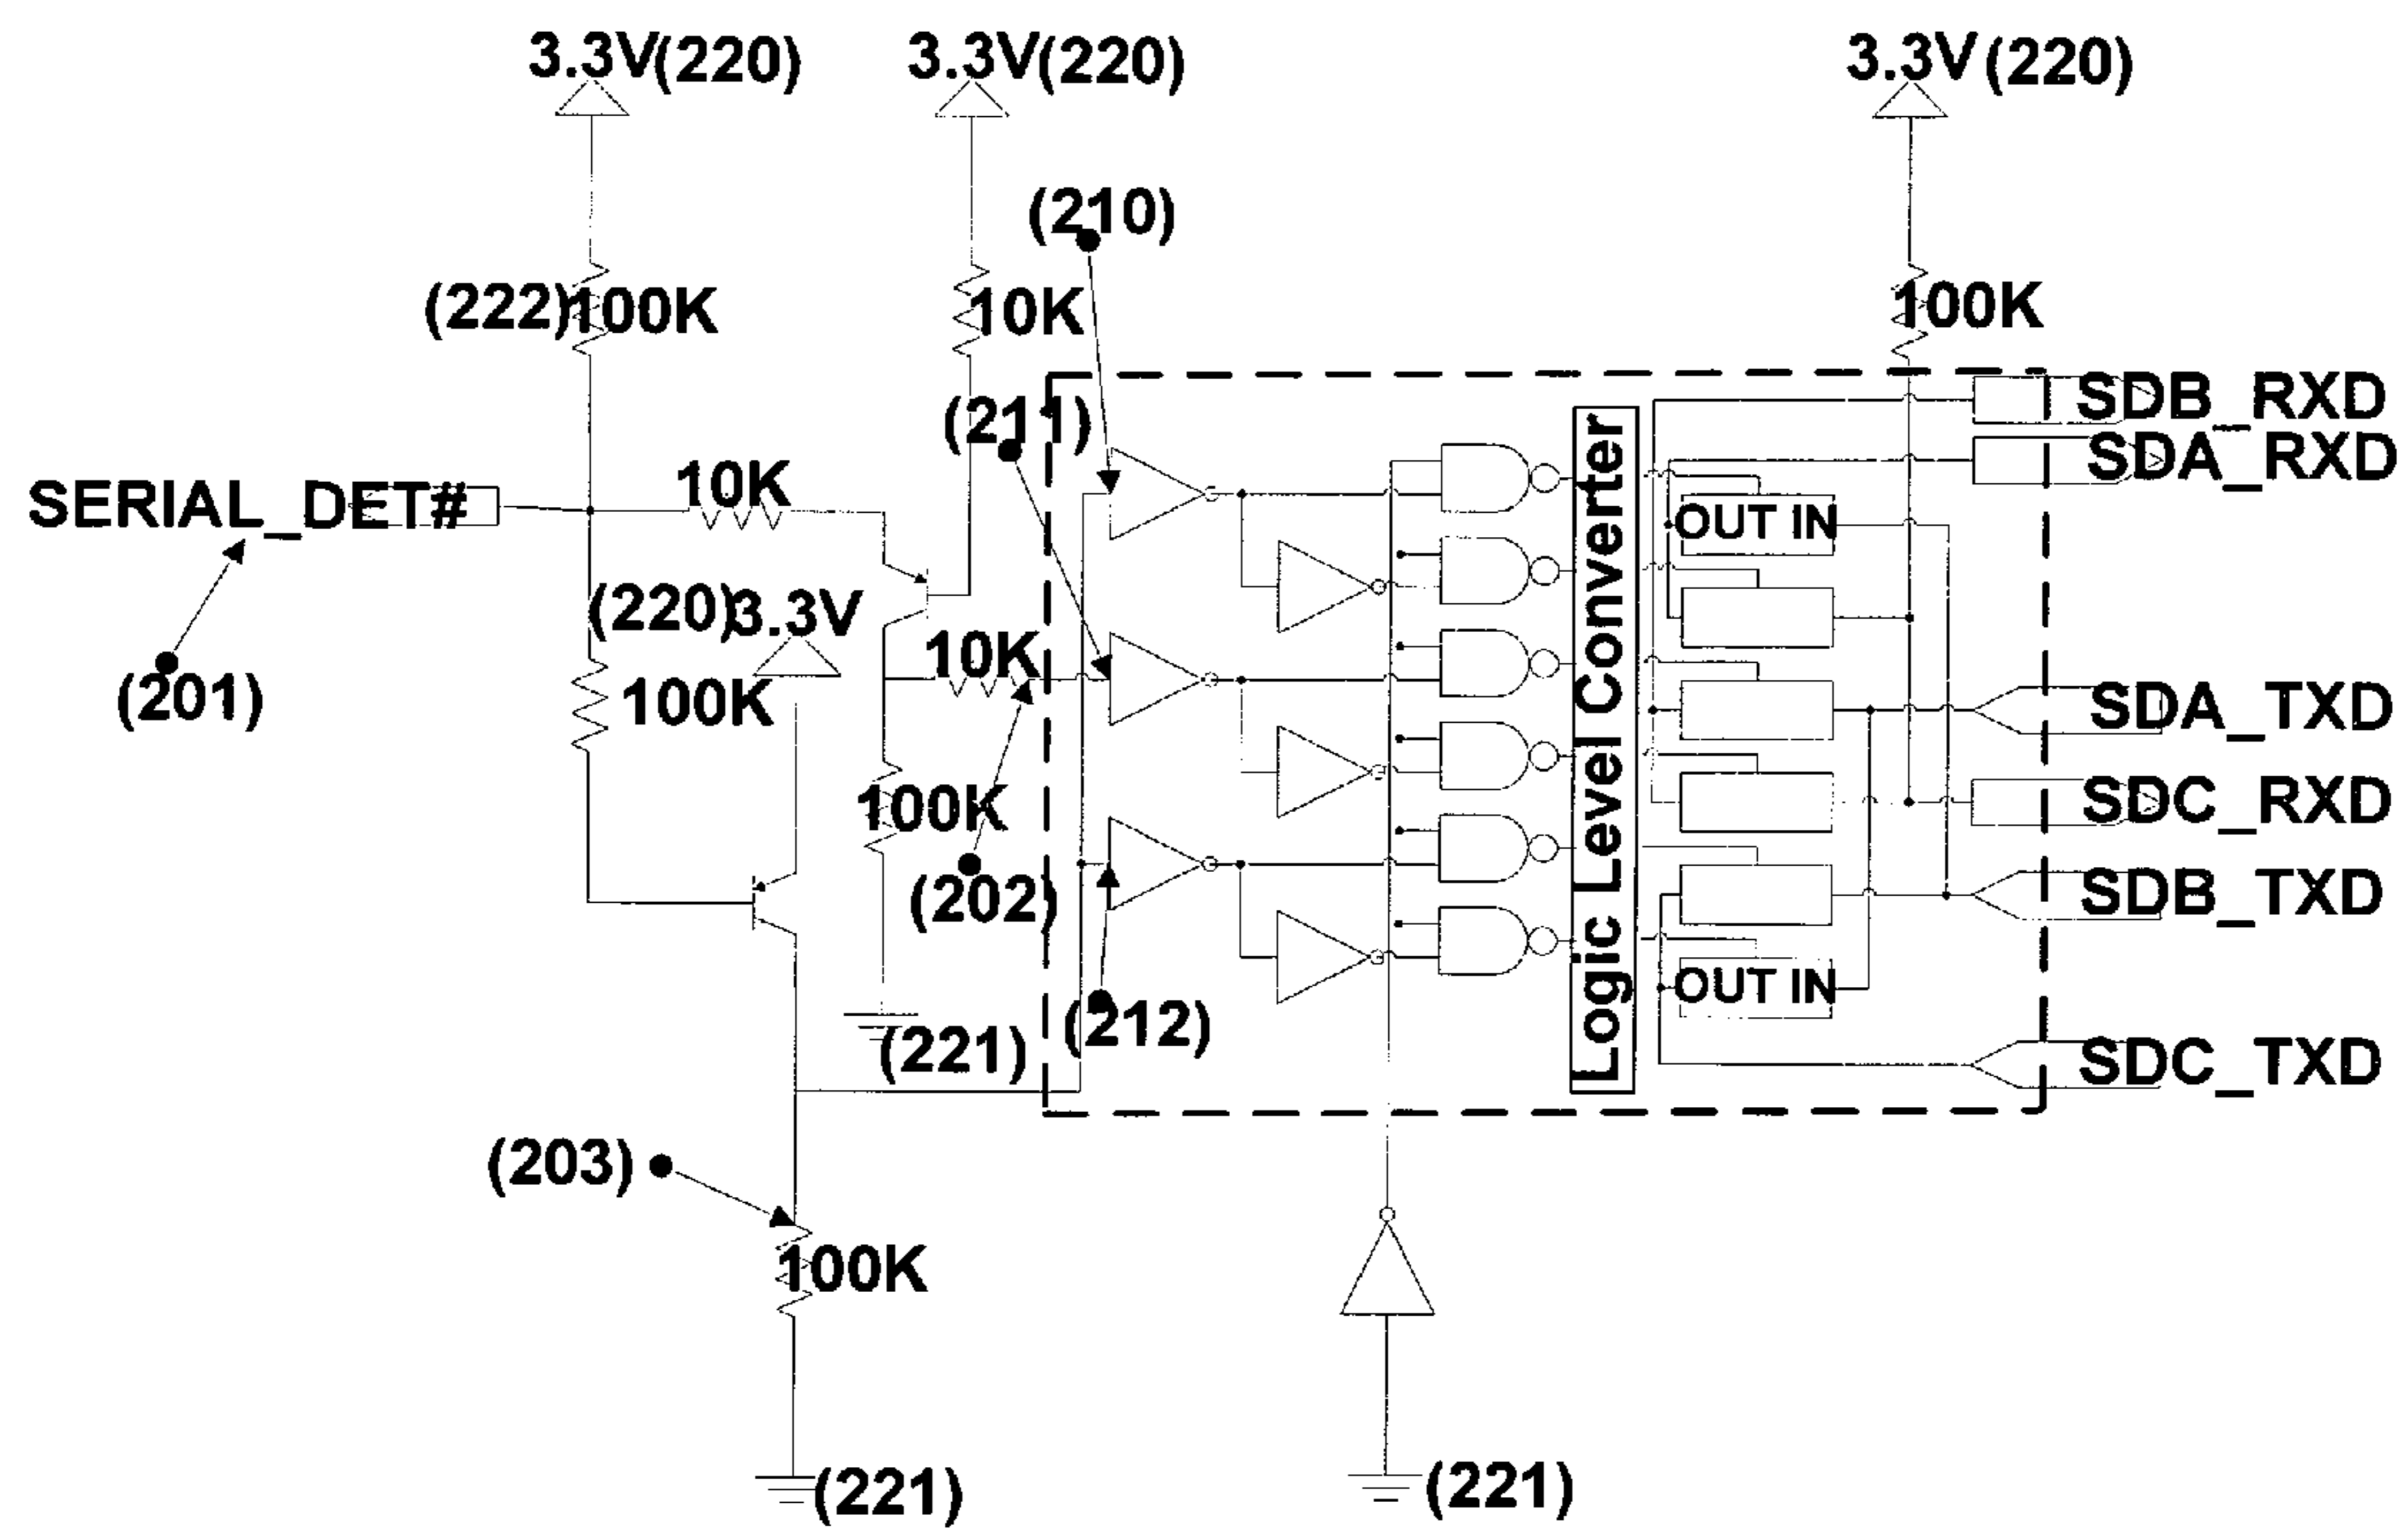 3.3V(220) 3.3V(220) 3.3V(220)
(210)
(222)100K 10K 100K
(211) SDB_RXD
SDA_RXD
SERIAL_DET# 10K OUT IN
(220)3.3V
10K
(201) 100K SDA_TXD
Logic Level Converter
100K SDC_RXD
(202) SDB_TXD
OUT IN
(212)
(221) SDC_TXD
(203)
100K
(221) (221)